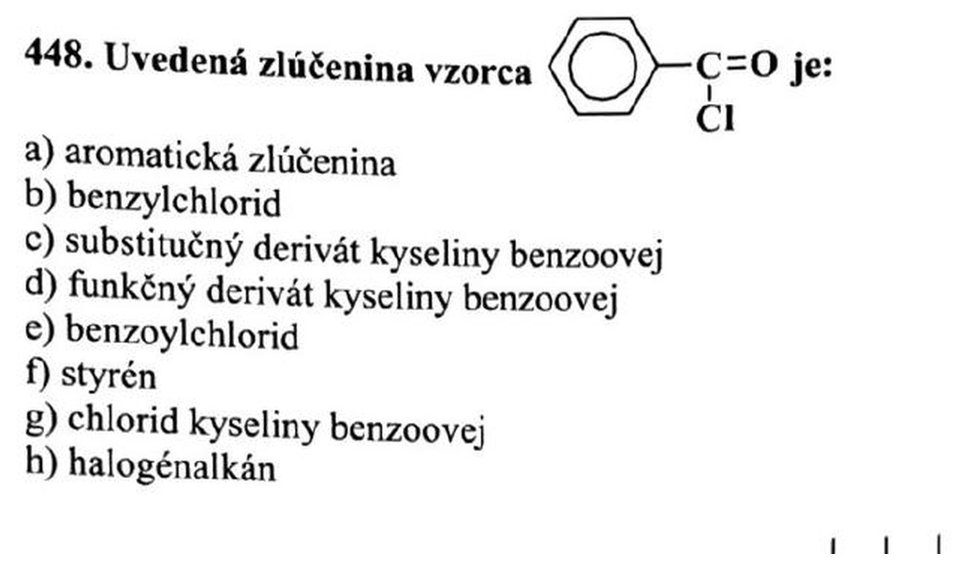 448. Uvedená zlúčenina vzorca C=O je:
Cl
a) aromatická zlúčenina
b) benzylchlorid
c) substitučný derivát kyseliny benzoovej
d) funkčný derivát kyseliny benzoovej
e) benzoylchlorid
f) styrén
g) chlorid kyseliny benzoovej
h) halogénalkán